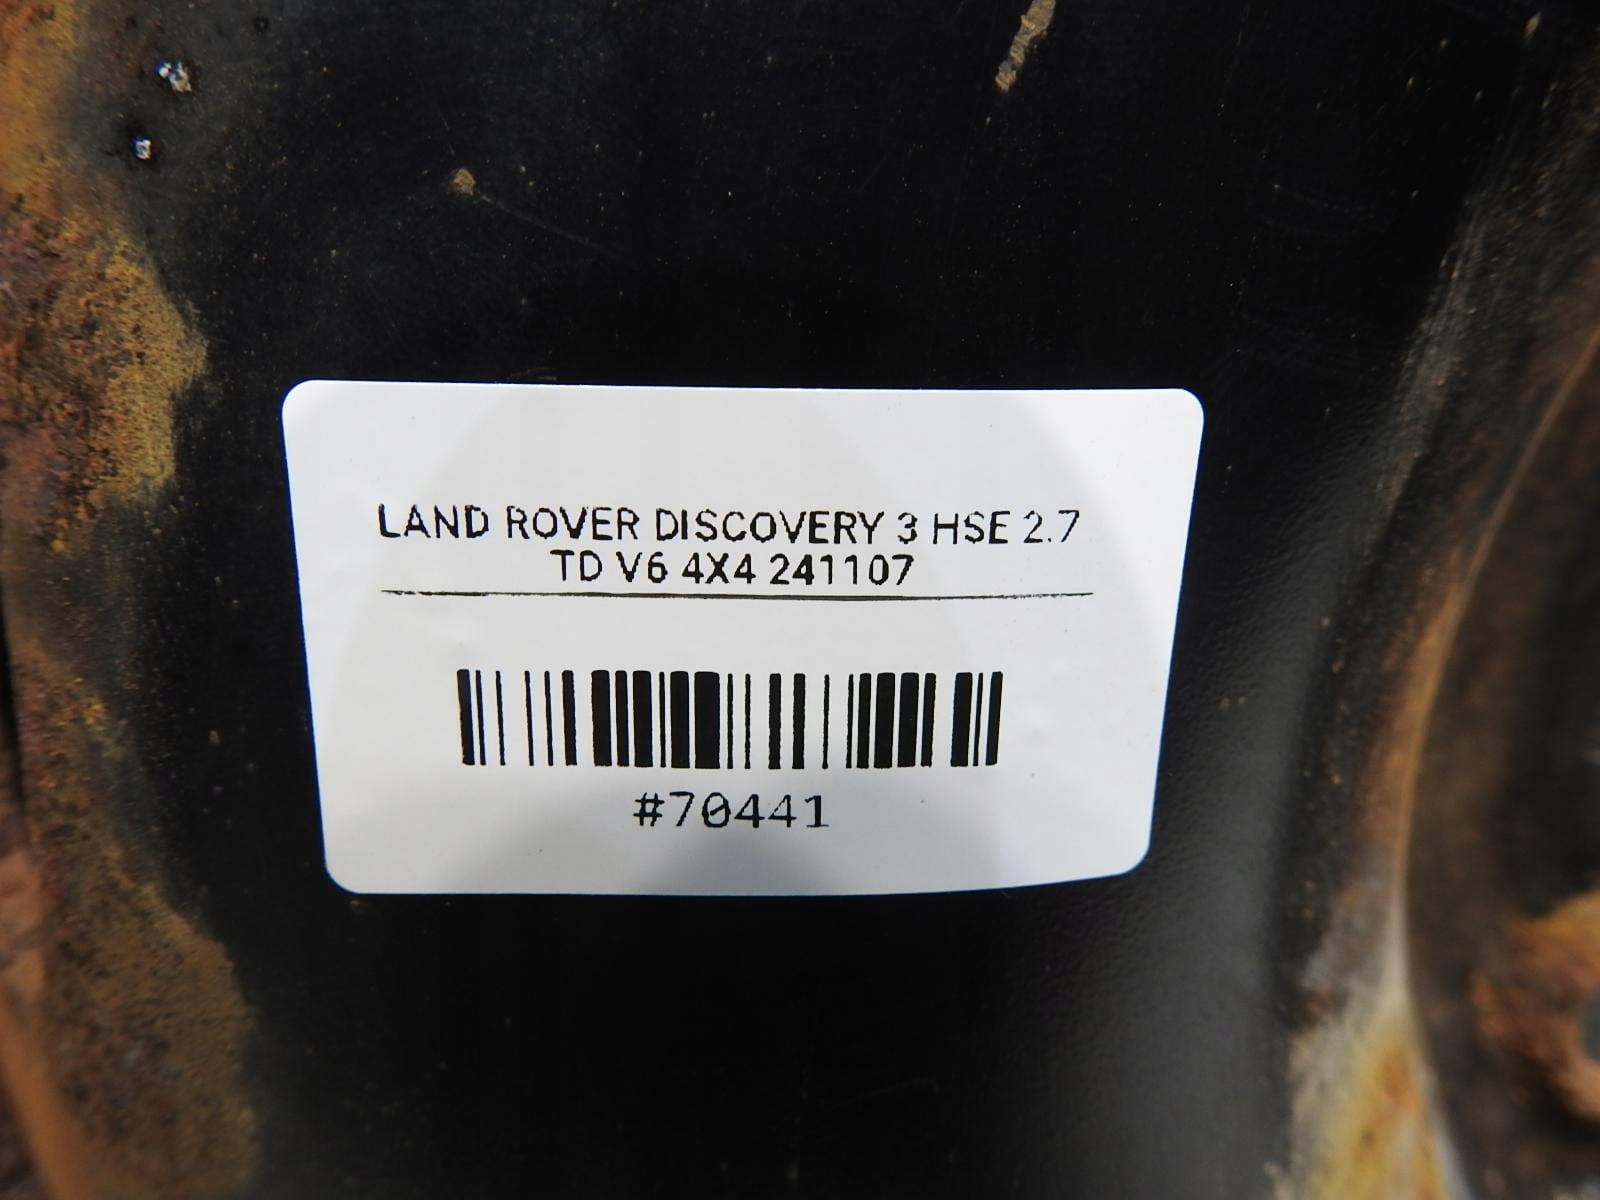 LAND ROVER DISCOVERY 3 HSE 2.7
TD V6 4X4 241107
#70441